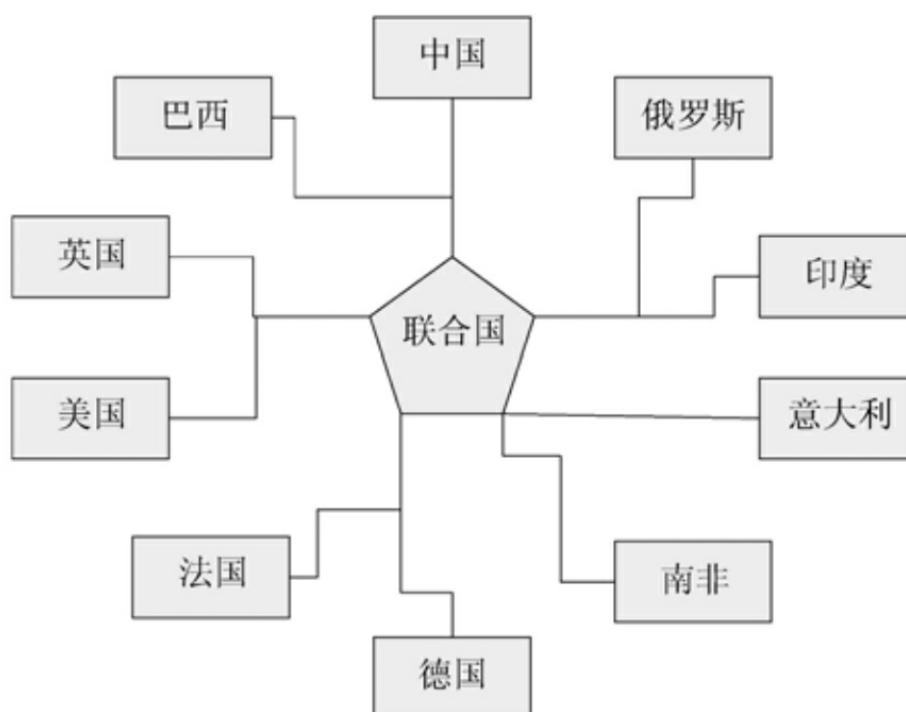 中国
巴西
俄罗斯
英国
印度
联合国
美国
意大利
法国
南非
德国